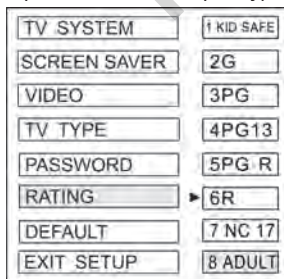 TV SYSTEM
SCREEN SAVER
VIDEO
TV TYPE
PASSWORD
RATING
DEFAULT
EXIT SETUP
1 KID SAFE
2G
3PG
4PG13
5PG R
6R
7 NC 17
8 ADULT